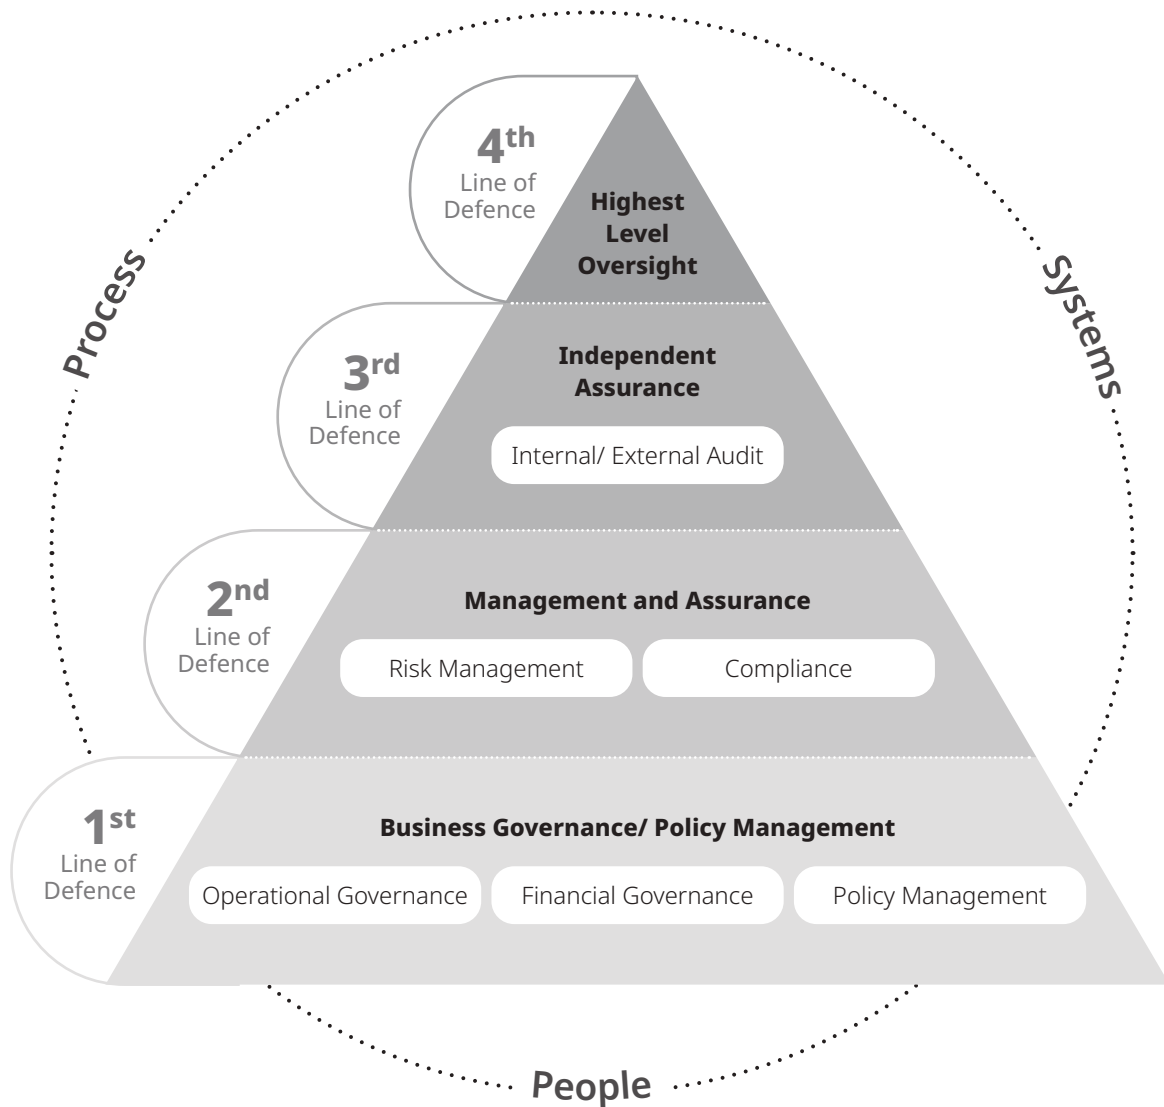 4th
Line of
Defence
Highest
Level
Oversight
Process
Systems
3rd
Line of
Defence
Independent
Assurance
Internal/ External Audit
2nd
Line of
Defence
Management and Assurance
Risk Management
Compliance
1st
Line of
Defence
Business Governance/ Policy Management
Operational Governance
Financial Governance
Policy Management
People